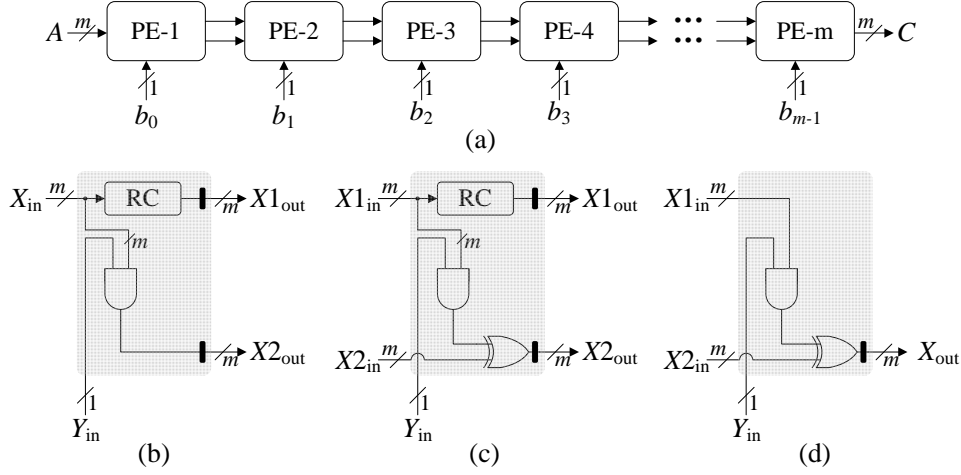 A m PE-1 PE-2 PE-3 PE-4 ••• PE-m m C
1 1 1 1 1
b0 b1 b2 b3 bm-1
(a)
Xin m RC m X1out X1in m RC m X1out X1in m
m m
m X2out X2in m m X2out X2in m m Xout
1 1 1
Yin Yin Yin
(b) (c) (d)